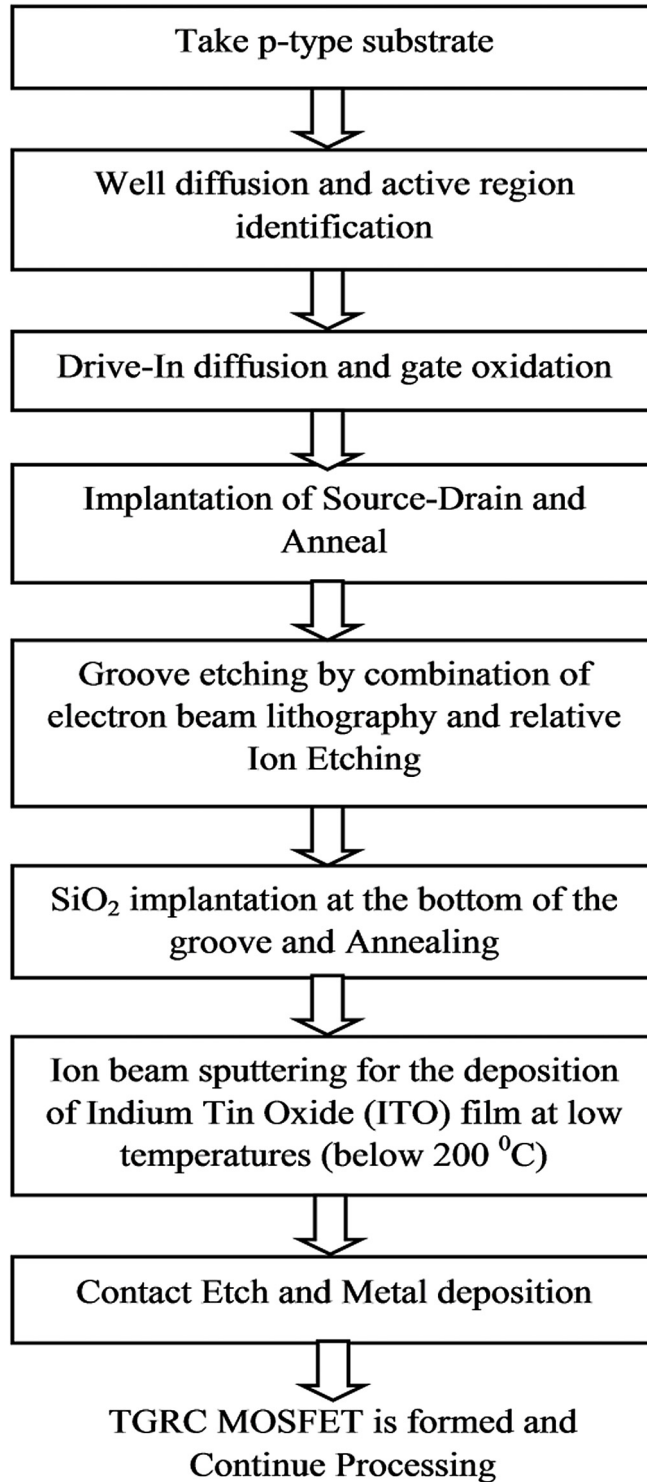 Take p-type substrate
Well diffusion and active region
identification
Drive-In diffusion and gate oxidation
Implantation of Source-Drain and
Anneal
Groove etching by combination of
electron beam lithography and relative
Ion Etching
SiO₂ implantation at the bottom of the
groove and Annealing
Ion beam sputtering for the deposition
of Indium Tin Oxide (ITO) film at low
temperatures (below 200 ⁰C)
Contact Etch and Metal deposition
TGRC MOSFET is formed and
Continue Processing